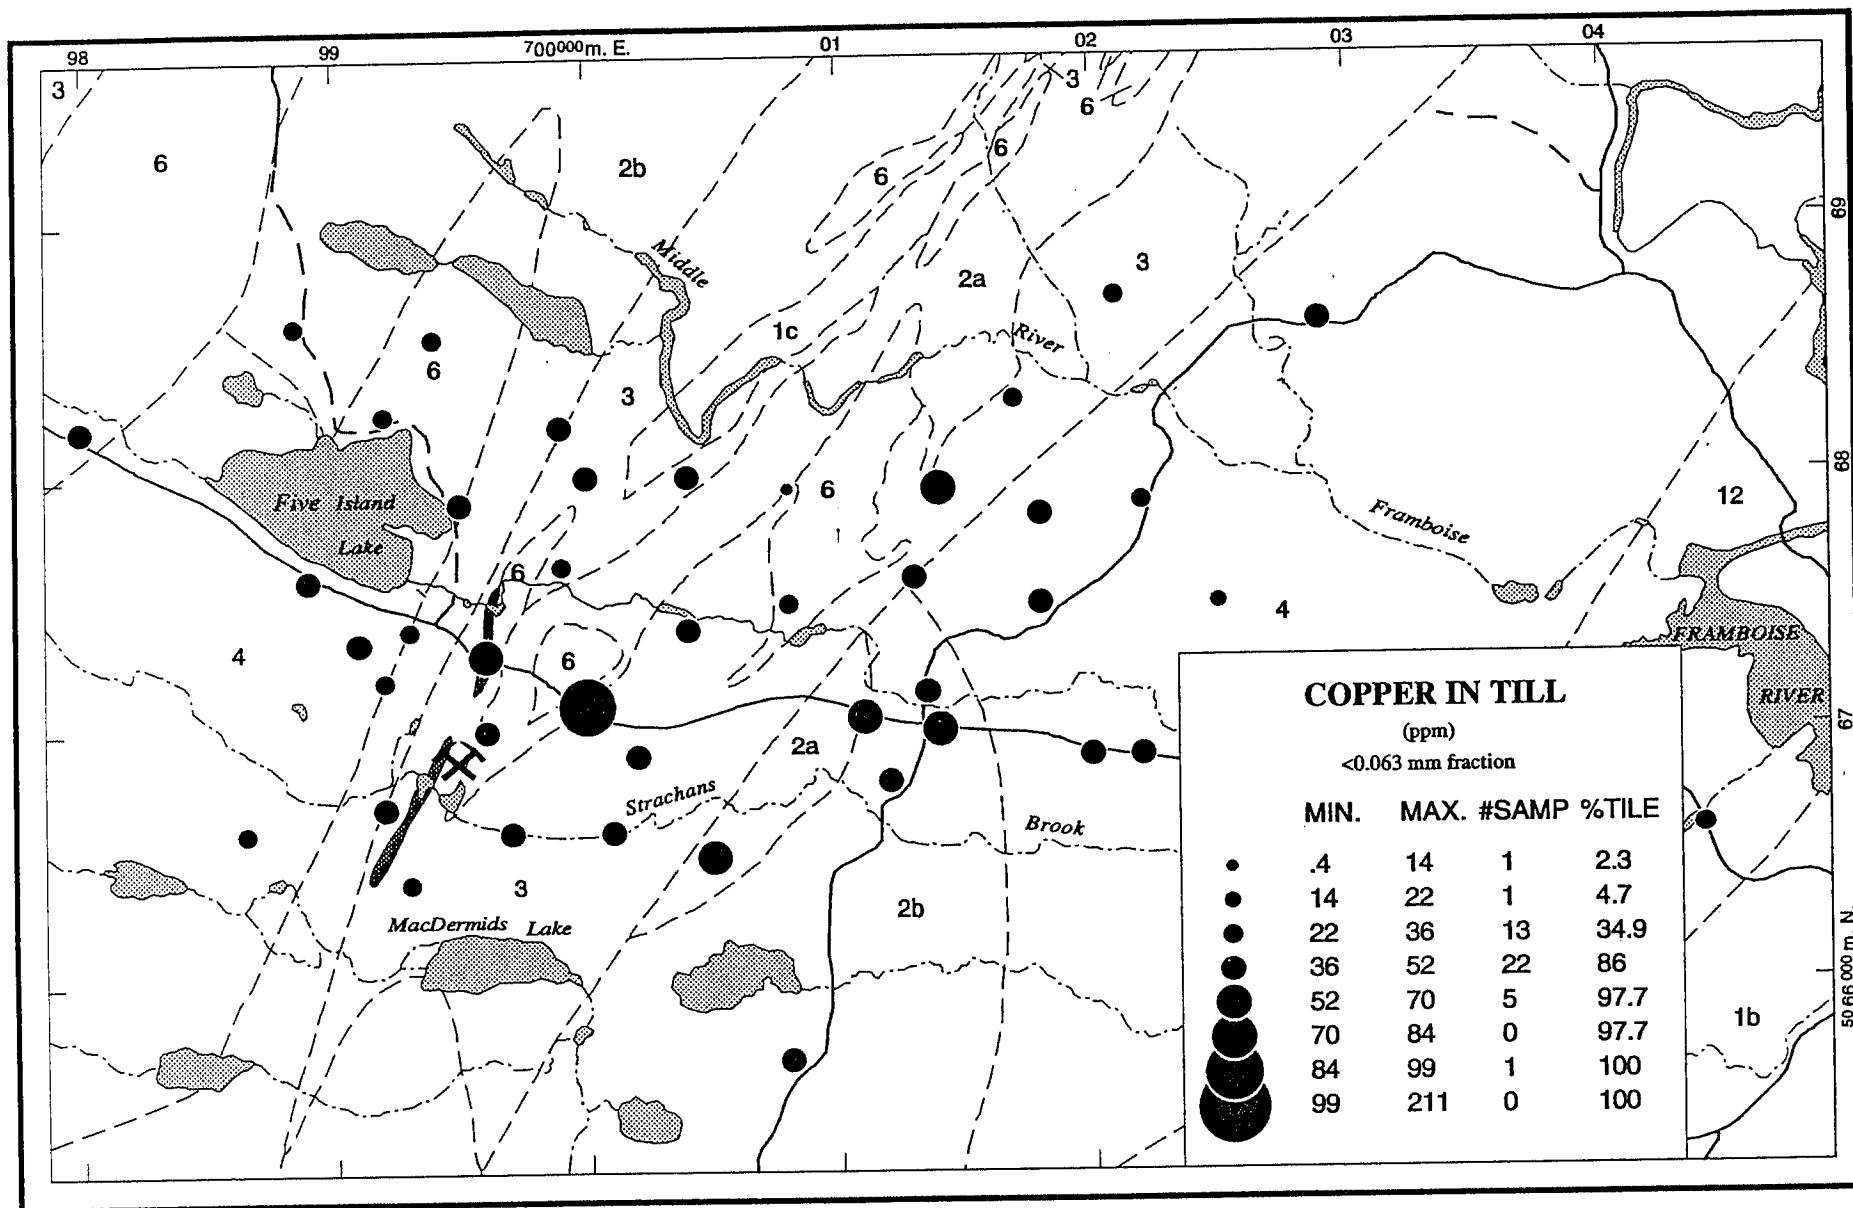 98 99 700000m. E. 01 02 03 04
3
3
6
6
6
6
6
2b
69
Middle
3
2a
1c
River
6
3
68
6
12
Five Island
Lake
Framboise
6
4
4
6
FRAMBOISE
RIVER
67
2a
Strachans
Brook
3
2b
MacDermids Lake
1b
50 66 000 m. N.
COPPER IN TILL
(ppm)
<0.063 mm fraction
MIN. MAX. #SAMP %TILE
.4 14 1 2.3
14 22 1 4.7
22 36 13 34.9
36 52 22 86
52 70 5 97.7
70 84 0 97.7
84 99 1 100
99 211 0 100